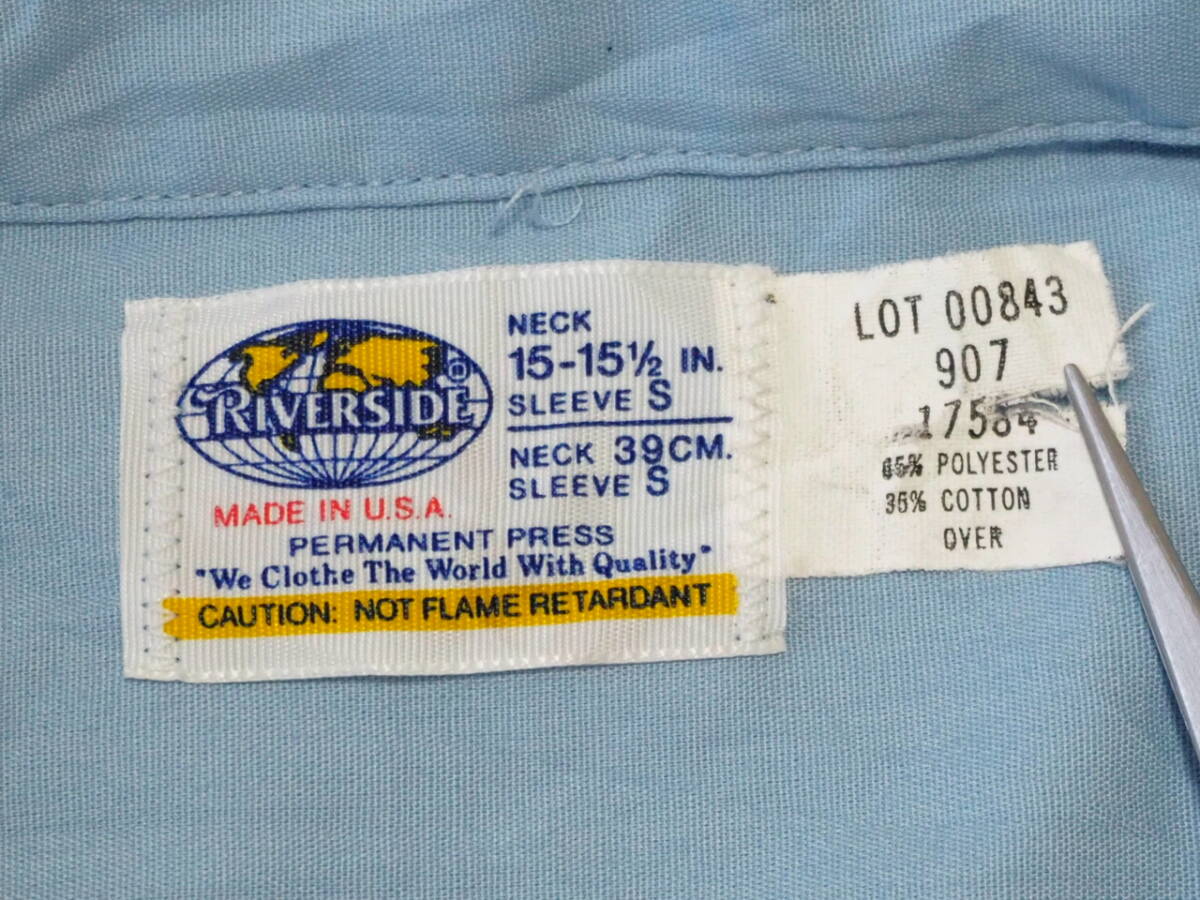 RIVERSIDE ®
MADE IN U.S.A.
NECK
15-15½ IN.
SLEEVE S
NECK 39CM.
SLEEVE S
PERMANENT PRESS
"We Clothe The World With Quality"
CAUTION: NOT FLAME RETARDANT
LOT 00843
907
17584
65% POLYESTER
35% COTTON
OVER